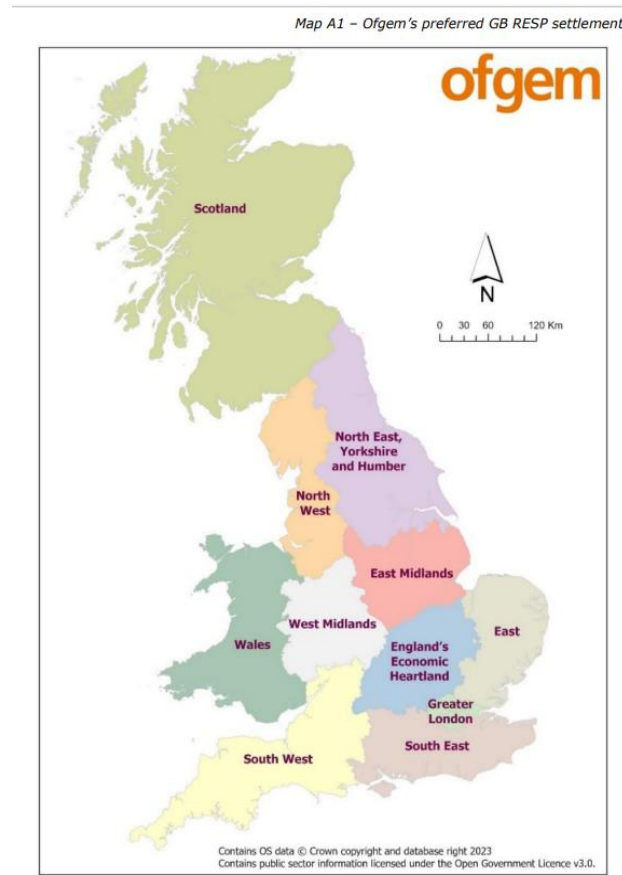 Map A1 – Ofgem's preferred GB RESP settlement
ofgem
Scotland
N
0 30 60 120 Km
North East,
Yorkshire
and Humber
North
West
East Midlands
West Midlands
Wales
England's
Economic
Heartland
East
Greater
London
South East
South West
Contains OS data © Crown copyright and database right 2023
Contains public sector information licensed under the Open Government Licence v3.0.